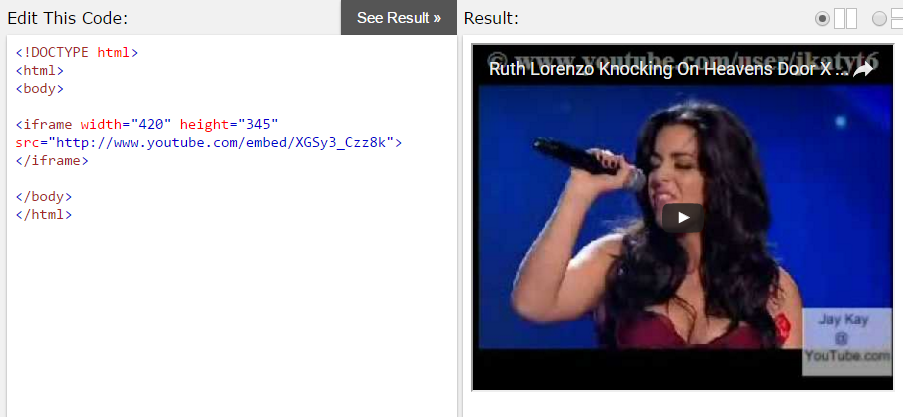 Edit This Code:
See Result »
Result:
<!DOCTYPE html>
<html>
<body>
<iframe width="420" height="345"
src="http://www.youtube.com/embed/XGSy3_Czz8k">
</iframe>
</body>
</html>
© www.youtube.com/user/jkatyt6
Ruth Lorenzo Knocking On Heavens Door X ...
Jay Kay
@
YouTube.com